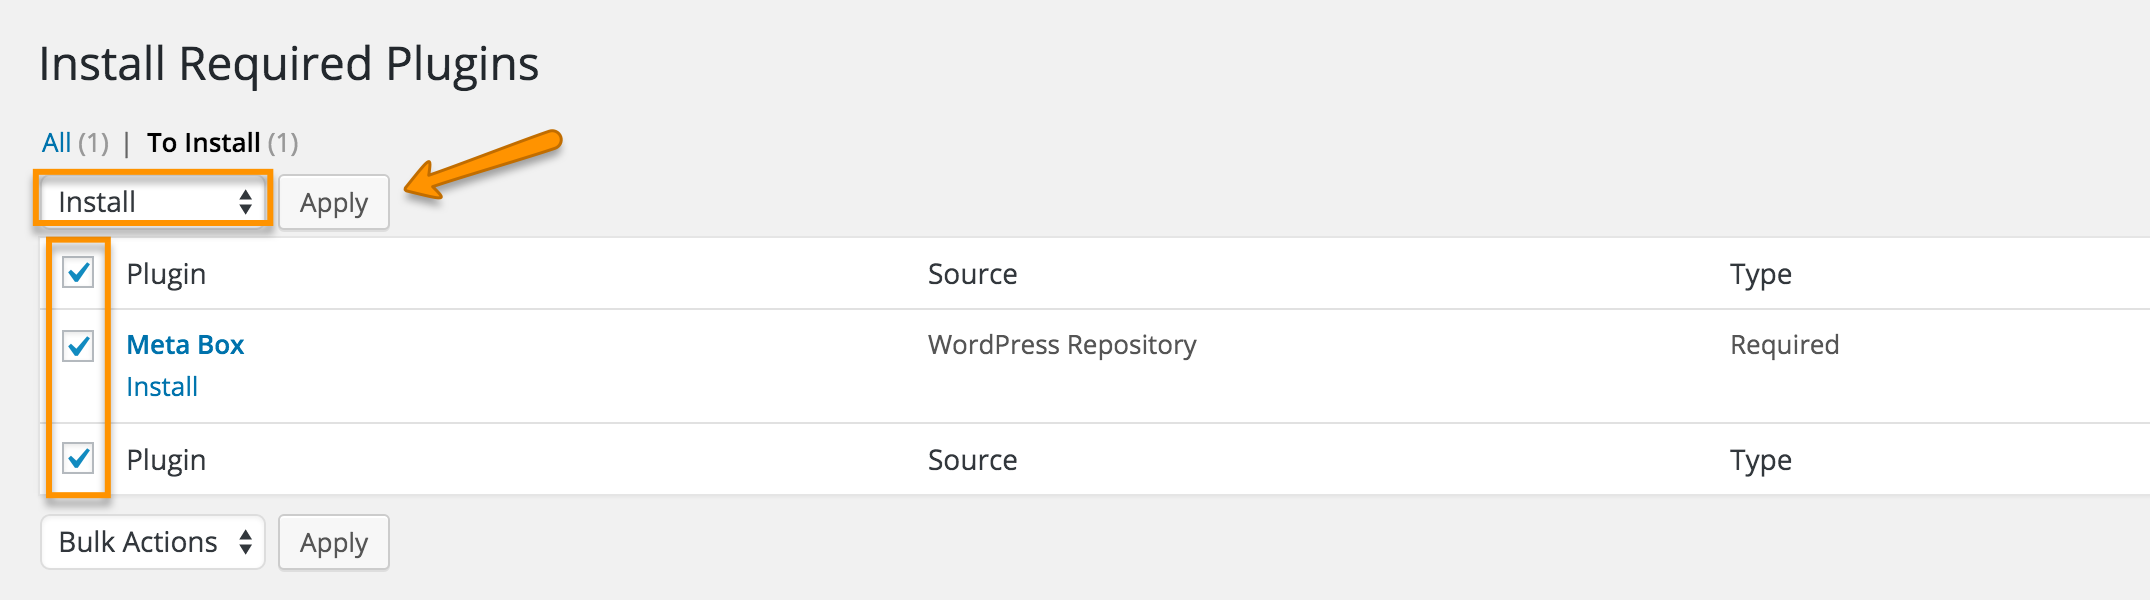 Install Required Plugins
All (1) | To Install (1)
Install Apply
Plugin Source Type
Meta Box WordPress Repository Required
Install
Plugin Source Type
Bulk Actions Apply